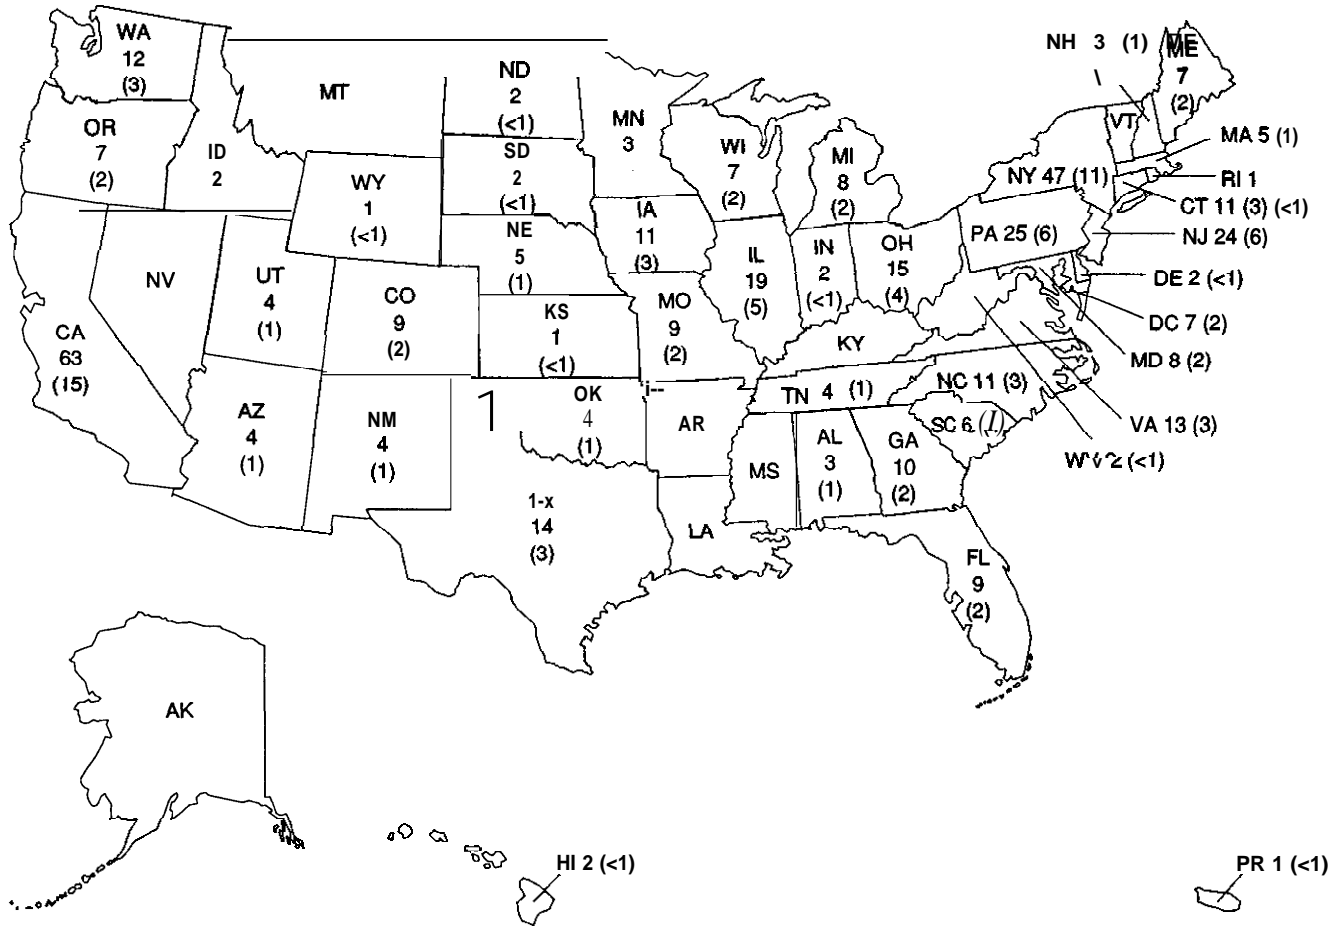 WA
12
(3)
OR
7
(2)
ID
2
MT
ND
2
(<1)
SD
2
(<1)
WY
1
(<1)
NE
5
(1)
MN
3
IA
11
(3)
WI
7
(2)
MI
8
(2)
NH 3 (1)
ME
7
(2)
VT
MA 5 (1)
NY 47 (11)
RI 1
CT 11 (3) (<1)
NJ 24 (6)
PA 25 (6)
DE 2 (<1)
DC 7 (2)
MD 8 (2)
VA 13 (3)
2 (<1)
CA
63
(15)
NV
UT
4
(1)
CO
9
(2)
KS
1
(<1)
MO
9
(2)
IL
19
(5)
IN
2
(<1)
OH
15
(4)
KY
TN 4 (1)
NC 11 (3)
SC 6
AZ
4
(1)
NM
4
(1)
OK
4
(1)
AR
MS
AL
3
(1)
GA
10
(2)
1-x
14
(3)
LA
FL
9
(2)
AK
HI 2 (<1)
PR 1 (<1)